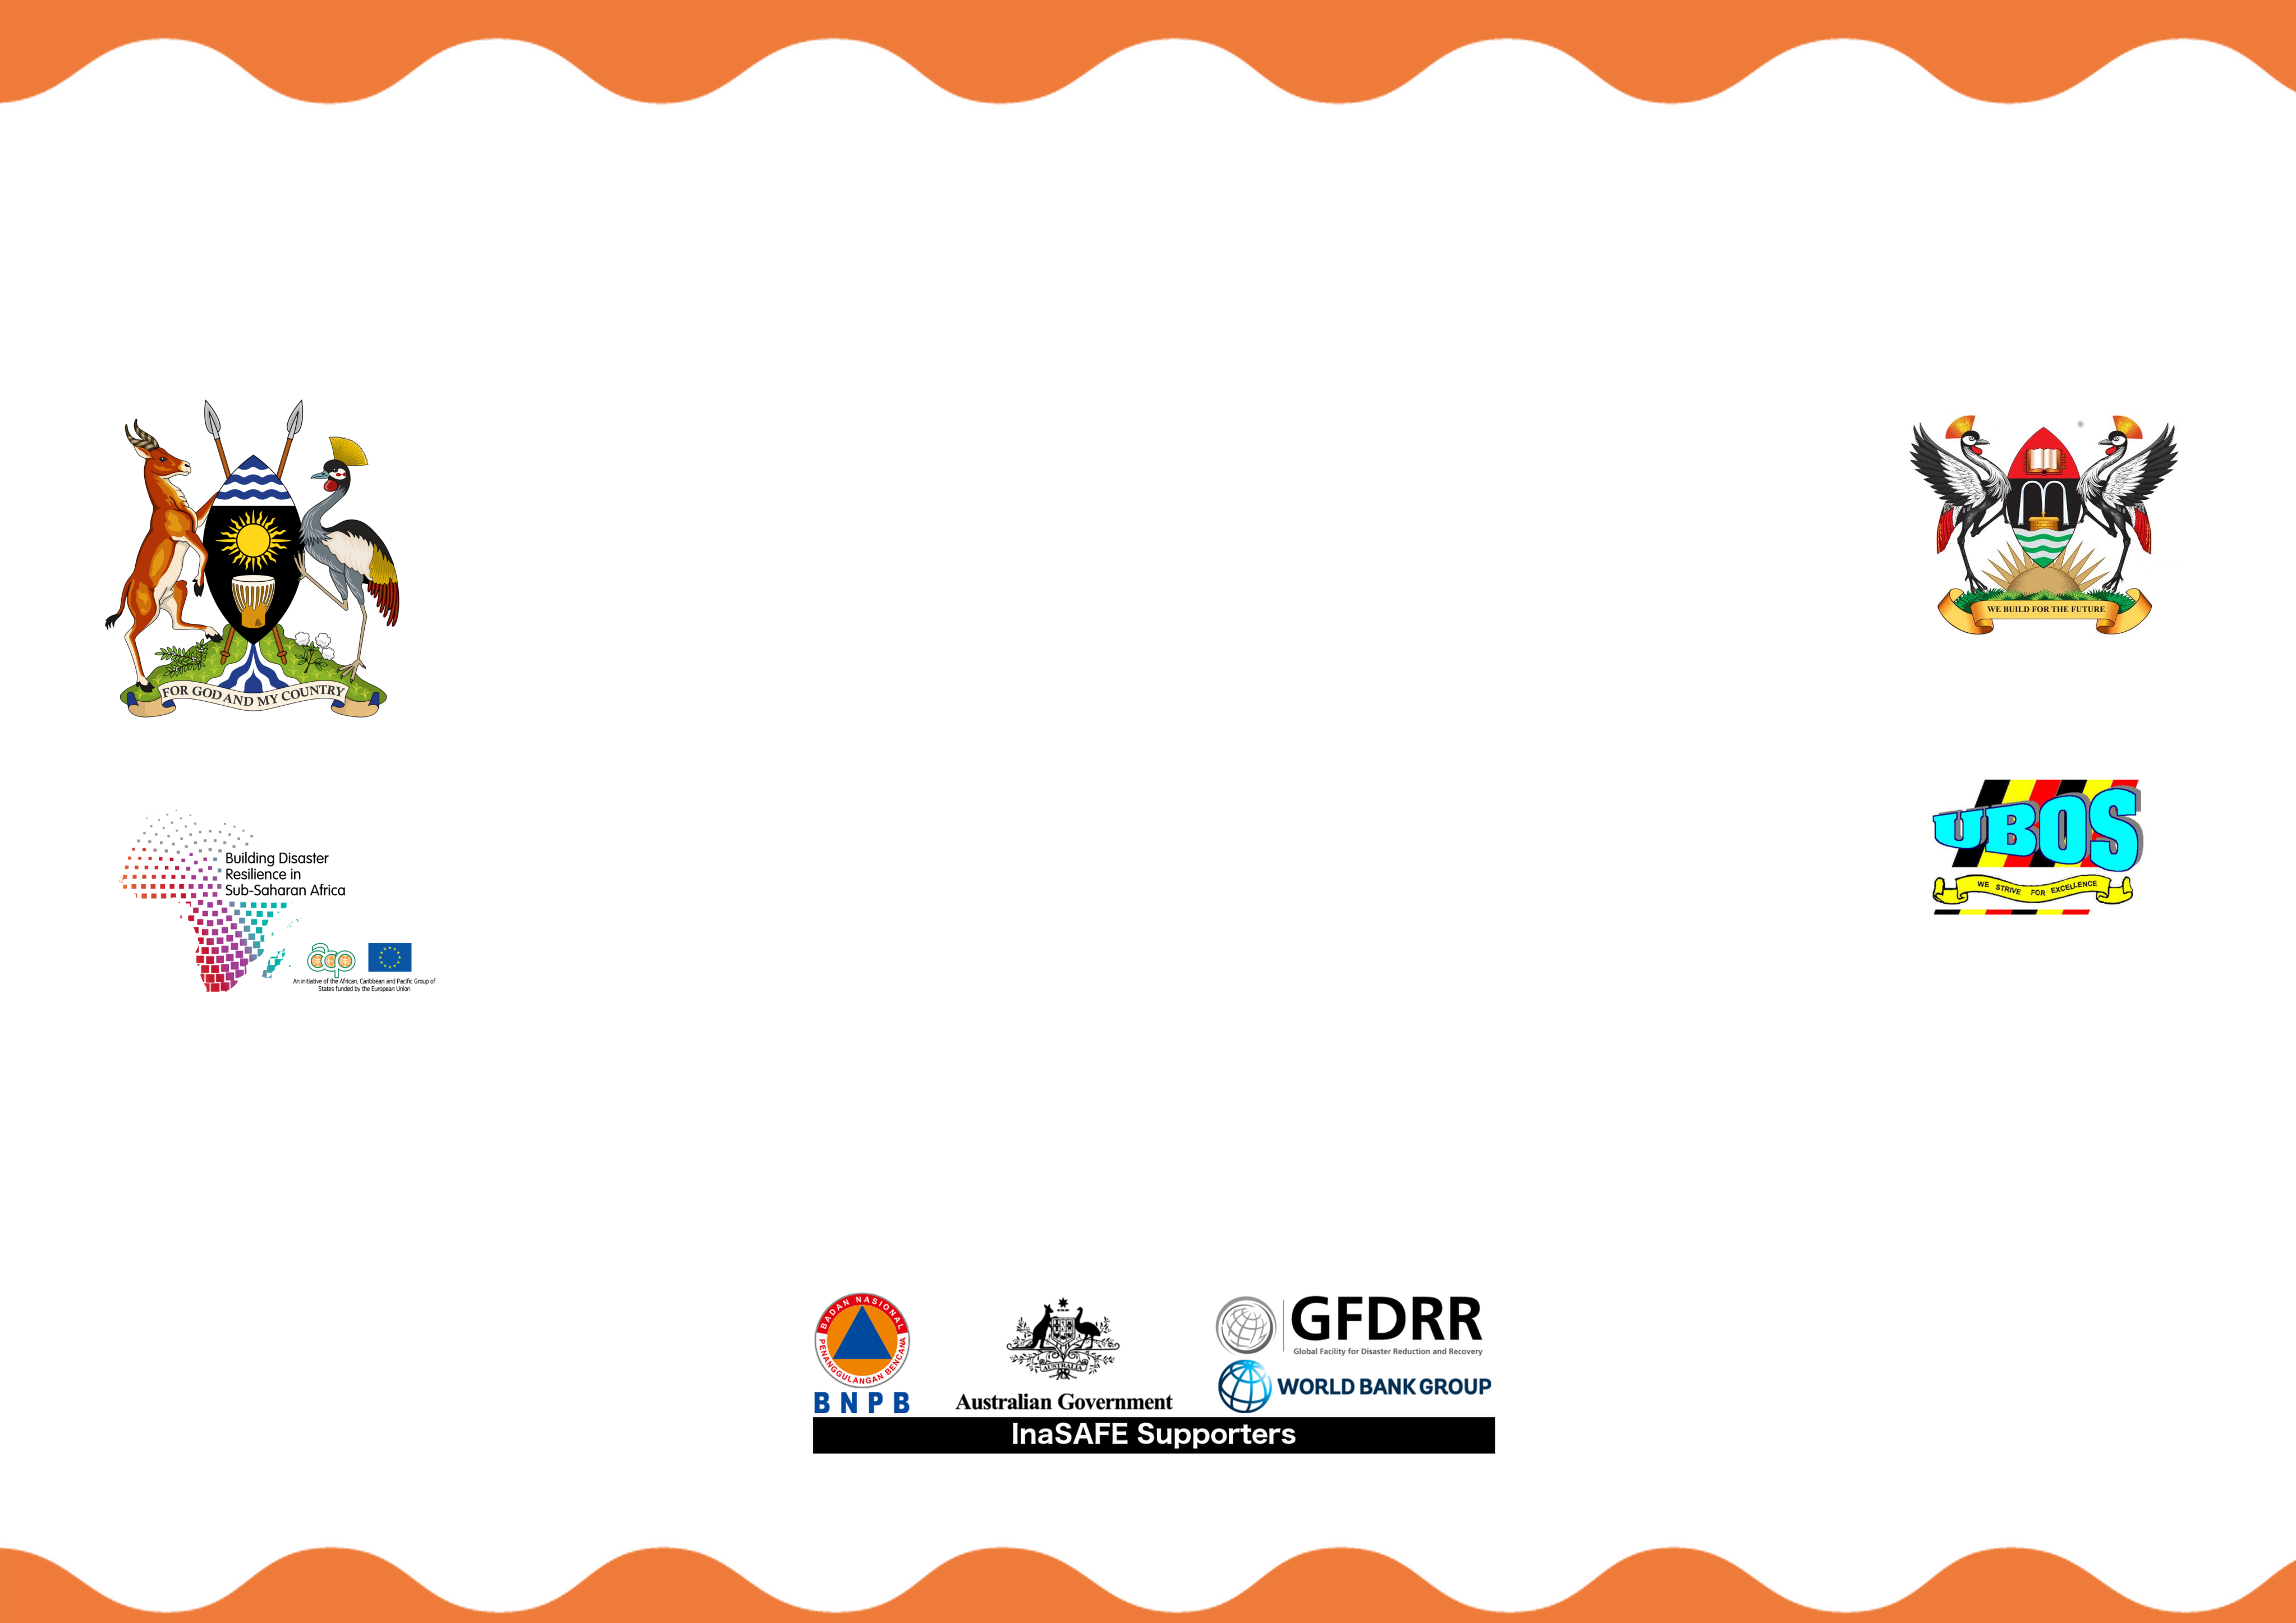 FOR GOD AND MY COUNTRY
WE BUILD FOR THE FUTURE
Building Disaster
Resilience in
Sub-Saharan Africa
acp
An initiative of the African, Caribbean and Pacific Group of
States funded by the European Union
UBOS
WE STRIVE FOR EXCELLENCE
BADAN NASIONAL
PENANGGULANGAN BENCANA
BNPB
AUSTRALIA
Australian Government
GFDRR
Global Facility for Disaster Reduction and Recovery
WORLD BANK GROUP
InaSAFE Supporters